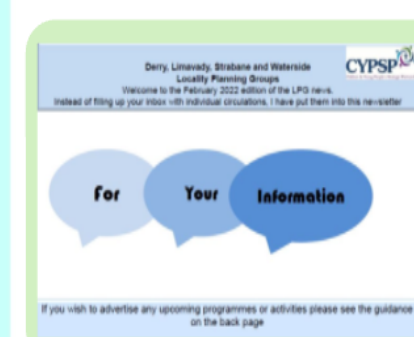 CYPSP
Derry, Limavady, Strabane and Waterside
Locality Planning Groups
Welcome to the February 2022 edition of the LPG news.
Instead of filling up your inbox with individual circulations, I have put them into this newsletter
For Your Information
If you wish to advertise any upcoming programmes or activities please see the guidance
on the back page